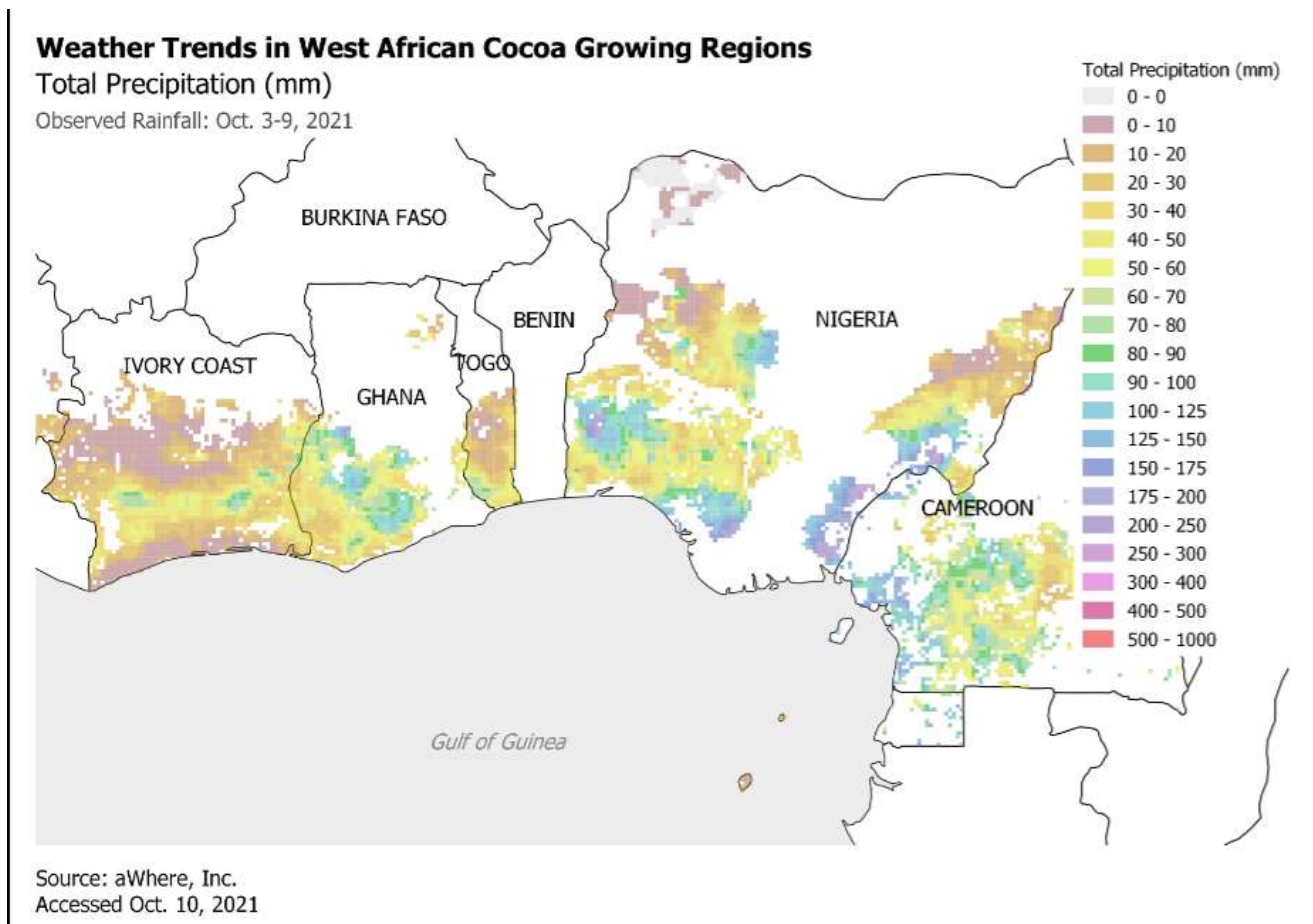 Weather Trends in West African Cocoa Growing Regions
Total Precipitation (mm)
Observed Rainfall: Oct. 3-9, 2021
Total Precipitation (mm)
0 - 0
0 - 10
10 - 20
20 - 30
30 - 40
40 - 50
50 - 60
60 - 70
70 - 80
80 - 90
90 - 100
100 - 125
125 - 150
150 - 175
175 - 200
200 - 250
250 - 300
300 - 400
400 - 500
500 - 1000
BURKINA FASO
BENIN
NIGERIA
IVORY COAST
TOGO
GHANA
CAMEROON
Gulf of Guinea
Source: aWhere, Inc.
Accessed Oct. 10, 2021